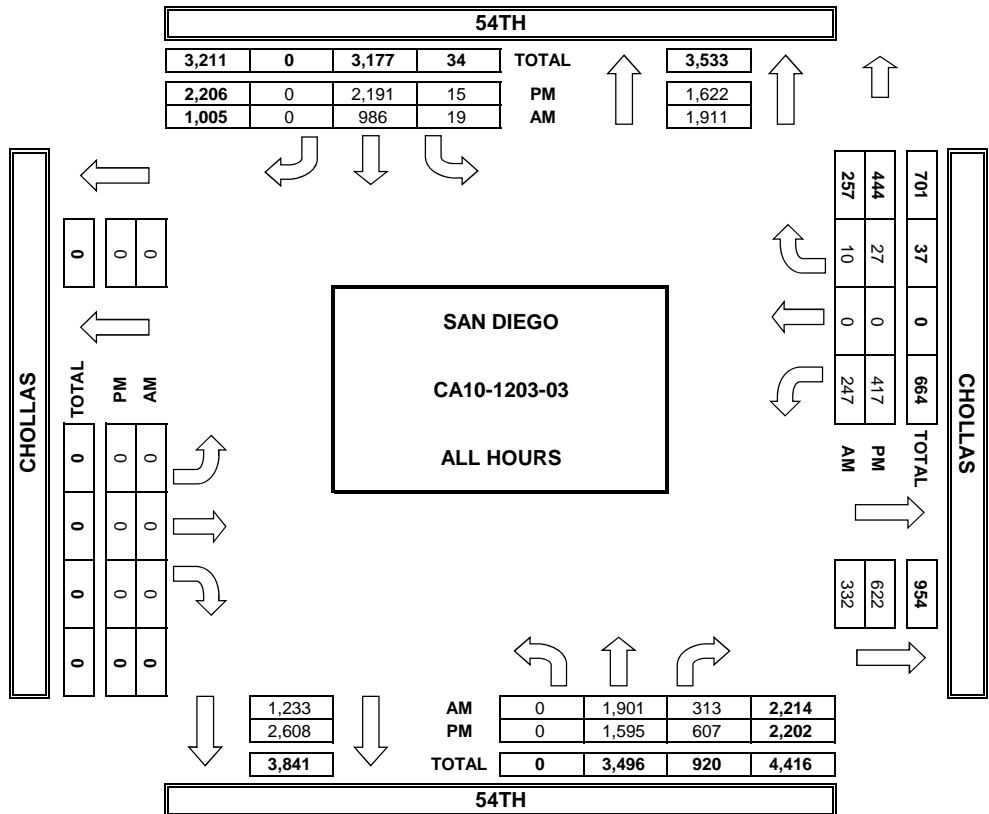 54TH
3,211 0 3,177 34 TOTAL 3,533
2,206 0 2,191 15 PM 1,622
1,005 0 986 19 AM 1,911
CHOLLAS
0 0 0
TOTAL PM AM
0 0 0
0 0 0
0 0 0
0 0 0
SAN DIEGO
CA10-1203-03
ALL HOURS
257 444 701
10 27 37
0 0 0
247 417 664
AM PM TOTAL
332 622 954
CHOLLAS
1,233 AM 0 1,901 313 2,214
2,608 PM 0 1,595 607 2,202
3,841 TOTAL 0 3,496 920 4,416
54TH